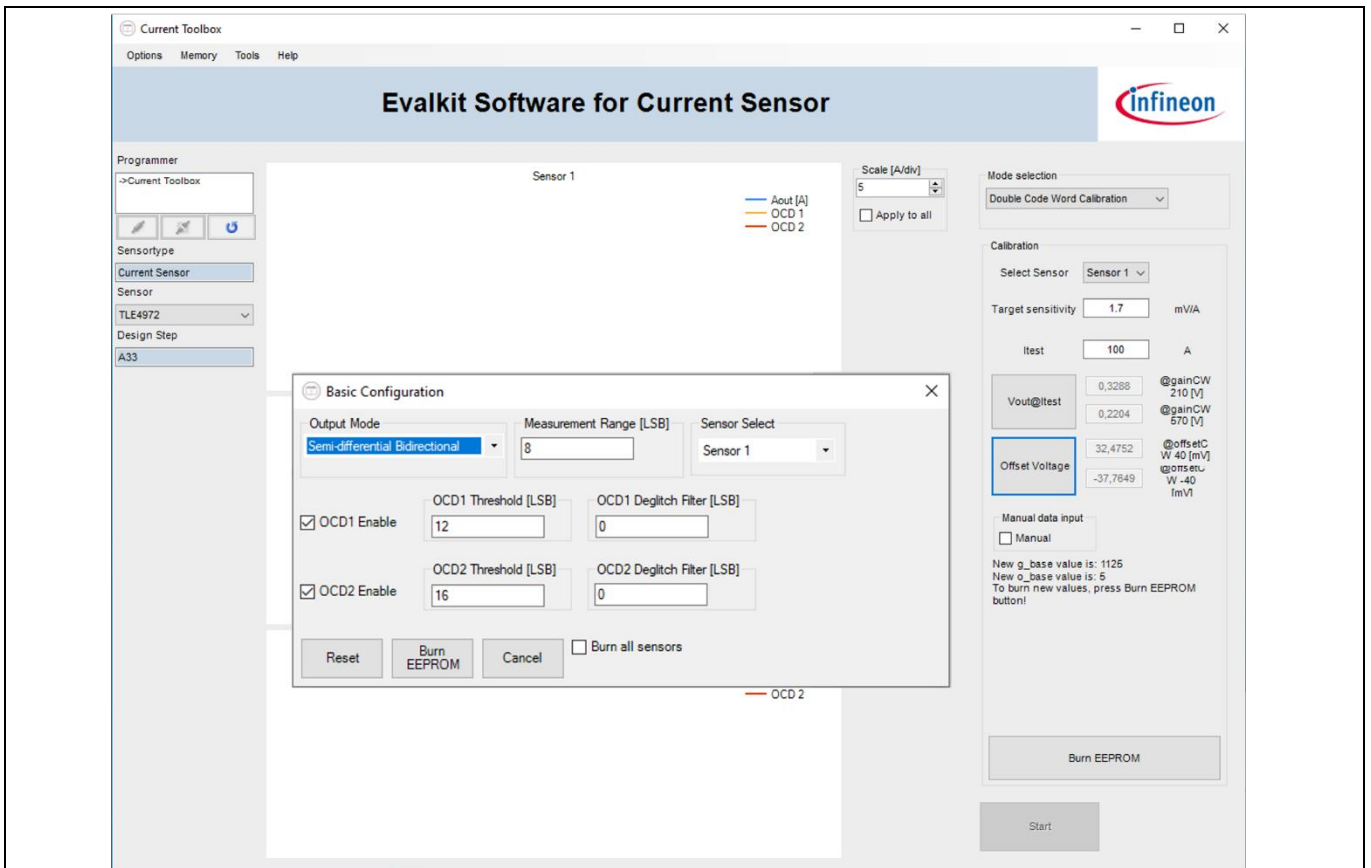 Current Toolbox
Options Memory Tools Help
Evalkit Software for Current Sensor
infineon
Programmer
->Current Toolbox
Sensortype
Current Sensor
Sensor
TLE4972
Design Step
A33
Sensor 1
Aout [A]
OCD 1
OCD 2
Scale [A/div]
5
Apply to all
Mode selection
Double Code Word Calibration
Calibration
Select Sensor Sensor 1
Target sensitivity 1.7 mV/A
Itest 100 A
Vout@Itest
0,3288 @gainCW
210 [V]
0,2204 @gainCW
570 [V]
Offset Voltage
32,4752 @offsetC
W 40 [mV]
-37,7649 @offsetC
W -40
[mV]
Manual data input
Manual
New g_base value is: 1125
New o_base value is: 5
To burn new values, press Burn EEPROM
button!
Burn EEPROM
Start
Basic Configuration
Output Mode Measurement Range [LSB] Sensor Select
Semi-differential Bidirectional 8 Sensor 1
OCD1 Threshold [LSB] OCD1 Deglitch Filter [LSB]
OCD1 Enable 12 0
OCD2 Threshold [LSB] OCD2 Deglitch Filter [LSB]
OCD2 Enable 16 0
Reset
Burn
EEPROM
Cancel
Burn all sensors
OCD 2